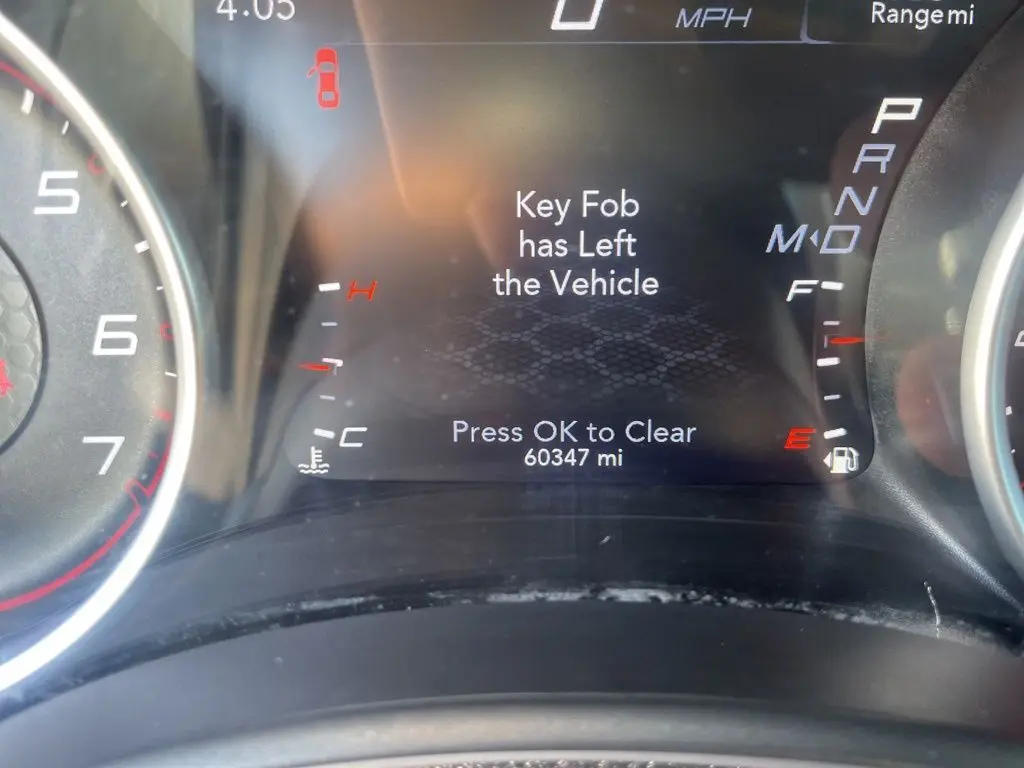 4:05
0 MPH
Range mi
P
R
5
N
Key Fob
has Left
M D
the Vehicle
H
F
6
Press OK to Clear
C
E
7
60347 mi